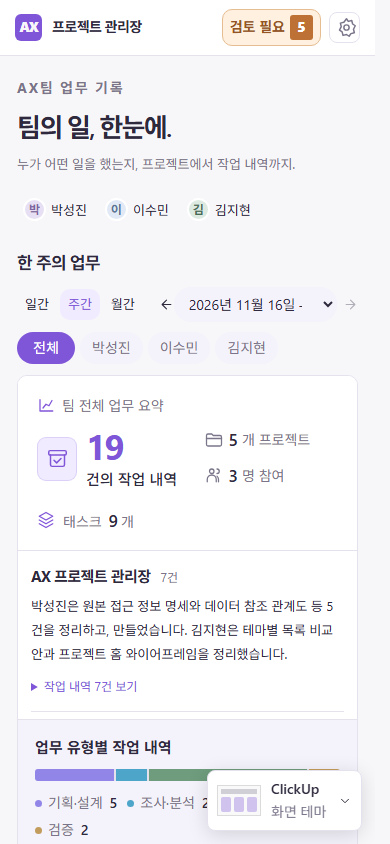 AX 프로젝트 관리장 검토 필요 5
AX팀 업무 기록
팀의 일, 한눈에.
누가 어떤 일을 했는지, 프로젝트에서 작업 내역까지.
박 박성진 이 이수민 김 김지현
한 주의 업무
일간 주간 월간 ← 2026년 11월 16일 - →
전체 박성진 이수민 김지현
팀 전체 업무 요약
19
건의 작업 내역
5 개 프로젝트
3 명 참여
태스크 9 개
AX 프로젝트 관리장 7건
박성진은 원본 접근 정보 명세와 데이터 참조 관계도 등 5
건을 정리하고, 만들었습니다. 김지현은 테마별 목록 비교
안과 프로젝트 홈 와이어프레임을 정리했습니다.
▶ 작업 내역 7건 보기
업무 유형별 작업 내역
기획·설계 5 조사·분석 2
검증 2
ClickUp
화면 테마